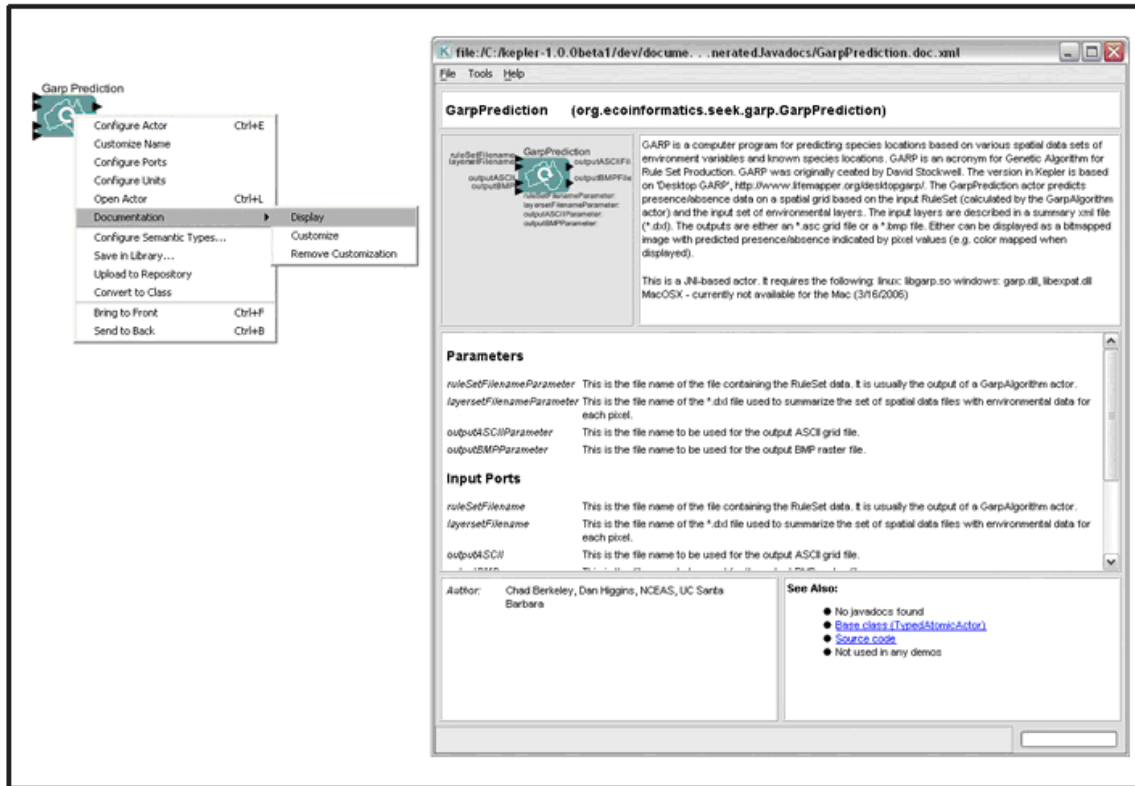 Garp Prediction
Configure Actor Ctrl+E
Customize Name
Configure Ports
Configure Units
Open Actor Ctrl+L
Documentation
Configure Semantic Types...
Save in Library...
Upload to Repository
Convert to Class
Bring to Front Ctrl+F
Send to Back Ctrl+B
Display
Customize
Remove Customization
file:/C:/kepler-1.0.0beta1/dev/docume. . .neratedJavadocs/GarpPrediction.doc.xml
File Tools Help
GarpPrediction (org.ecoinformatics.seek.garp.GarpPrediction)
GarpPrediction
ruleSetFilename
layersetFilename
outputASCII
outputBMP
outputASCIIFil
outputBMPFile
ruleSetFilenameParameter:
layersetFilenameParameter:
outputASCIIParameter:
outputBMPParameter:
GARP is a computer program for predicting species locations based on various spatial data sets of
environment variables and known species locations. GARP is an acronym for Genetic Algorithm for
Rule Set Production. GARP was originally created by David Stockwell. The version in Kepler is based
on 'Desktop GARP', http://www.lifemapper.org/desktopgarp/. The GarpPrediction actor predicts
presence/absence data on a spatial grid based on the input RuleSet (calculated by the GarpAlgorithm
actor) and the input set of environmental layers. The input layers are described in a summary xml file
(*.dxl). The outputs are either an *.asc grid file or a *.bmp file. Either can be displayed as a bitmapped
image with predicted presence/absence indicated by pixel values (e.g. color mapped when
displayed).
This is a JNI-based actor. It requires the following: linux: libgarp.so windows: garp.dll, libexpat.dll
MacOSX - currently not available for the Mac (3/16/2006)
Parameters
ruleSetFilenameParameter This is the file name of the file containing the RuleSet data. It is usually the output of a GarpAlgorithm actor.
layersetFilenameParameter This is the file name of the *.dxl file used to summarize the set of spatial data files with environmental data for
each pixel.
outputASCIIParameter This is the file name to be used for the output ASCII grid file.
outputBMPParameter This is the file name to be used for the output BMP raster file.
Input Ports
ruleSetFilename This is the file name of the file containing the RuleSet data. It is usually the output of a GarpAlgorithm actor.
layersetFilename This is the file name of the *.dxl file used to summarize the set of spatial data files with environmental data for
each pixel.
outputASCII This is the file name to be used for the output ASCII grid file.
Author: Chad Berkeley, Dan Higgins, NCEAS, UC Santa
Barbara
See Also:
No javadocs found
Base class (TypedAtomicActor)
Source code
Not used in any demos